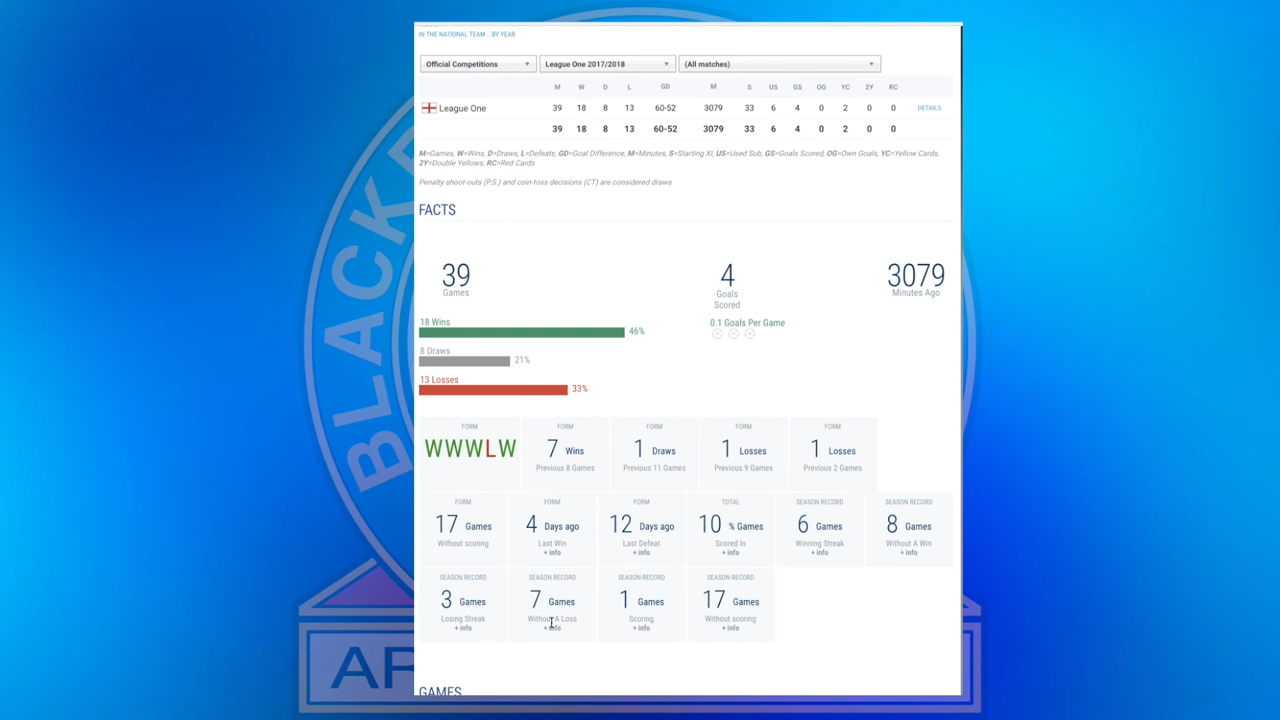 IN THE NATIONAL TEAM :: BY YEAR
Official Competitions League One 2017/2018 (All matches)
M W D L GD M S US GS OG YC 2Y RC
League One 39 18 8 13 60-52 3079 33 6 4 0 2 0 0 DETAILS
39 18 8 13 60-52 3079 33 6 4 0 2 0 0
M=Games, W=Wins, D=Draws, L=Defeats, GD=Goal Difference, M=Minutes, S=Starting XI, US=Used Sub, GS=Goals Scored, OG=Own Goals, YC=Yellow Cards,
2Y=Double Yellows, RC=Red Cards
Penalty shoot-outs (P.S.) and coin-toss decisions (CT) are considered draws
FACTS
39 4 3079
Games Goals Minutes Ago
Scored
18 Wins 0.1 Goals Per Game
46%
8 Draws
21%
13 Losses
33%
FORM FORM FORM FORM FORM
WWWLW 7 Wins 1 Draws 1 Losses 1 Losses
Previous 8 Games Previous 11 Games Previous 9 Games Previous 2 Games
FORM FORM FORM TOTAL SEASON RECORD SEASON RECORD
17 Games 4 Days ago 12 Days ago 10 % Games 6 Games 8 Games
Without scoring Last Win Last Defeat Scored In Winning Streak Without A Win
+ info + info + info + info + info
SEASON RECORD SEASON RECORD SEASON RECORD SEASON RECORD
3 Games 7 Games 1 Games 17 Games
Losing Streak Without A Loss Scoring Without scoring
+ info + info + info + info
GAMES
BLACK
AR